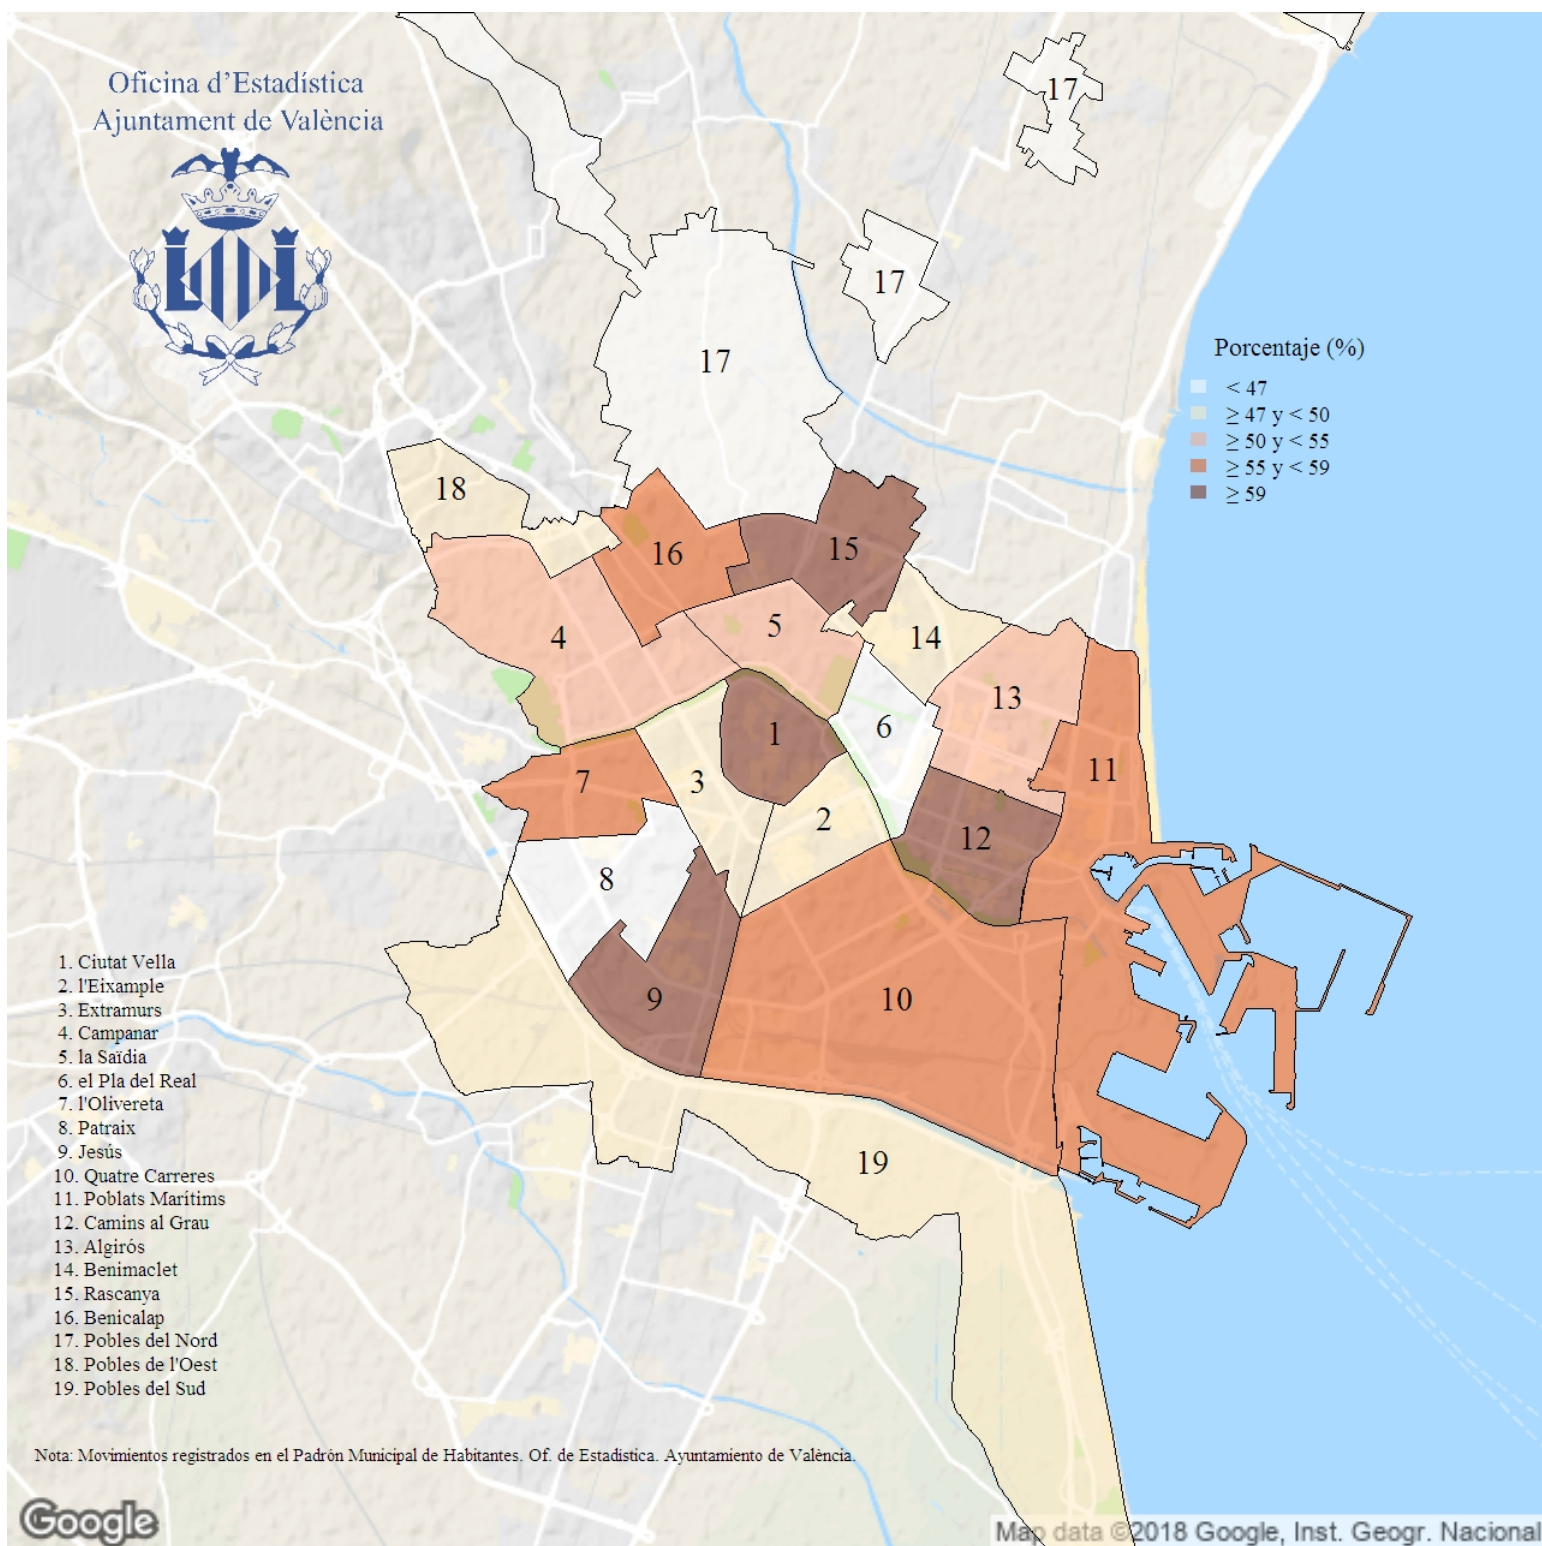 Oficina d'Estadística
Ajuntament de València
17
17
17
Porcentaje (%)
< 47
≥ 47 y < 50
≥ 50 y < 55
≥ 55 y < 59
≥ 59
18
16
15
4
5
14
13
6
1
11
7
3
2
12
8
9
10
19
1. Ciutat Vella
2. l'Eixample
3. Extramurs
4. Campanar
5. la Saïdia
6. el Pla del Real
7. l'Olivereta
8. Patraix
9. Jesús
10. Quatre Carreres
11. Poblats Marítims
12. Camins al Grau
13. Algirós
14. Benimaclet
15. Rascanya
16. Benicalap
17. Pobles del Nord
18. Pobles de l'Oest
19. Pobles del Sud
Nota: Movimientos registrados en el Padrón Municipal de Habitantes. Of. de Estadística. Ayuntamiento de València.
Google
Map data ©2018 Google, Inst. Geogr. Nacional